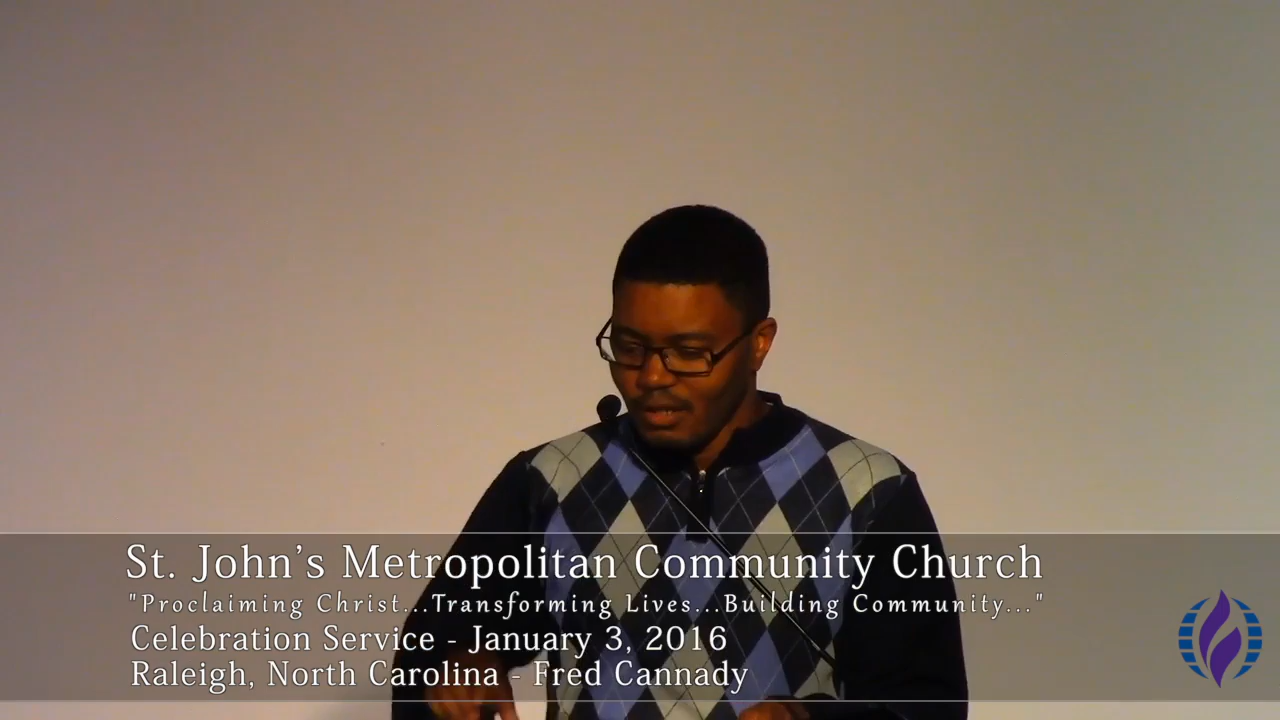 St. John's Metropolitan Community Church
"Proclaiming Christ...Transforming Lives...Building Community..."
Celebration Service - January 3, 2016
Raleigh, North Carolina - Fred Cannady